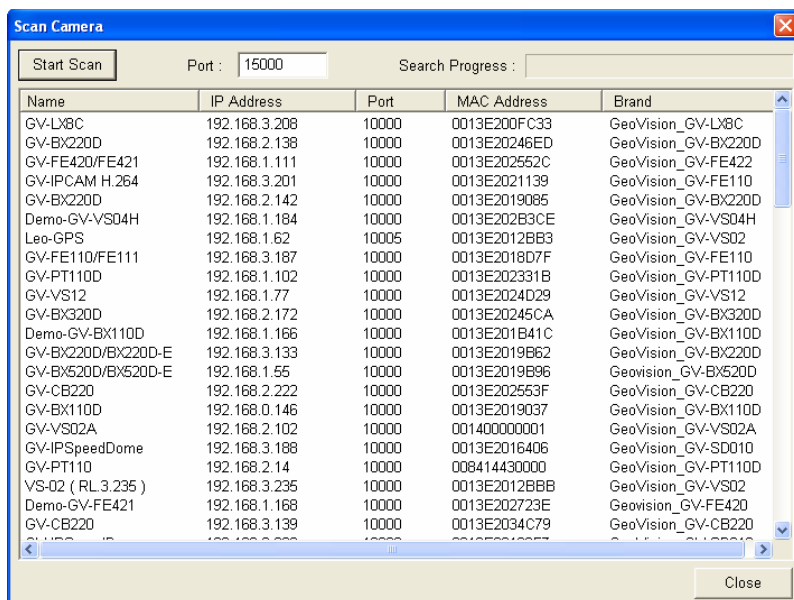 Scan Camera
Start Scan Port : 15000 Search Progress :
Name IP Address Port MAC Address Brand
GV-LX8C 192.168.3.208 10000 0013E200FC33 GeoVision_GV-LX8C
GV-BX220D 192.168.2.138 10000 0013E20246ED GeoVision_GV-BX220D
GV-FE420/FE421 192.168.1.111 10000 0013E202552C GeoVision_GV-FE422
GV-IPCAM H.264 192.168.3.201 10000 0013E2021139 GeoVision_GV-FE110
GV-BX220D 192.168.2.142 10000 0013E2019085 GeoVision_GV-BX220D
Demo-GV-VS04H 192.168.1.184 10000 0013E202B3CE GeoVision_GV-VS04H
Leo-GPS 192.168.1.62 10005 0013E2012BB3 GeoVision_GV-VS02
GV-FE110/FE111 192.168.3.187 10000 0013E2018D7F GeoVision_GV-FE110
GV-PT110D 192.168.1.102 10000 0013E202331B GeoVision_GV-PT110D
GV-VS12 192.168.1.77 10000 0013E2024D29 GeoVision_GV-VS12
GV-BX320D 192.168.2.172 10000 0013E20245CA GeoVision_GV-BX320D
Demo-GV-BX110D 192.168.1.166 10000 0013E201B41C GeoVision_GV-BX110D
GV-BX220D/BX220D-E 192.168.3.133 10000 0013E2019B62 GeoVision_GV-BX220D
GV-BX520D/BX520D-E 192.168.1.55 10000 0013E2019B96 Geovision_GV-BX520D
GV-CB220 192.168.2.222 10000 0013E202553F GeoVision_GV-CB220
GV-BX110D 192.168.0.146 10000 0013E2019037 GeoVision_GV-BX110D
GV-VS02A 192.168.2.102 10000 001400000001 GeoVision_GV-VS02A
GV-IPSpeedDome 192.168.3.188 10000 0013E2016406 GeoVision_GV-SD010
GV-PT110 192.168.2.14 10000 008414430000 GeoVision_GV-PT110D
VS-02 ( RL.3.235 ) 192.168.3.235 10000 0013E2012BBB GeoVision_GV-VS02
Demo-GV-FE421 192.168.1.168 10000 0013E202723E Geovision_GV-FE420
GV-CB220 192.168.3.139 10000 0013E2034C79 GeoVision_GV-CB220
Close